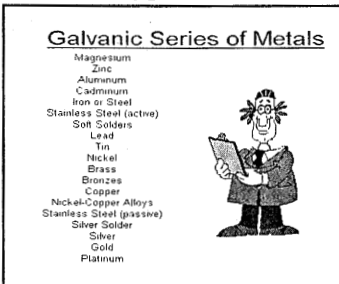 Galvanic Series of Metals
Magnesium
Zinc
Aluminum
Cadminum
Iron or Steel
Stainless Steel (active)
Soft Solders
Lead
Tin
Nickel
Brass
Bronzes
Copper
Nickel-Copper Alloys
Stainless Steel (passive)
Silver Solder
Silver
Gold
Platinum